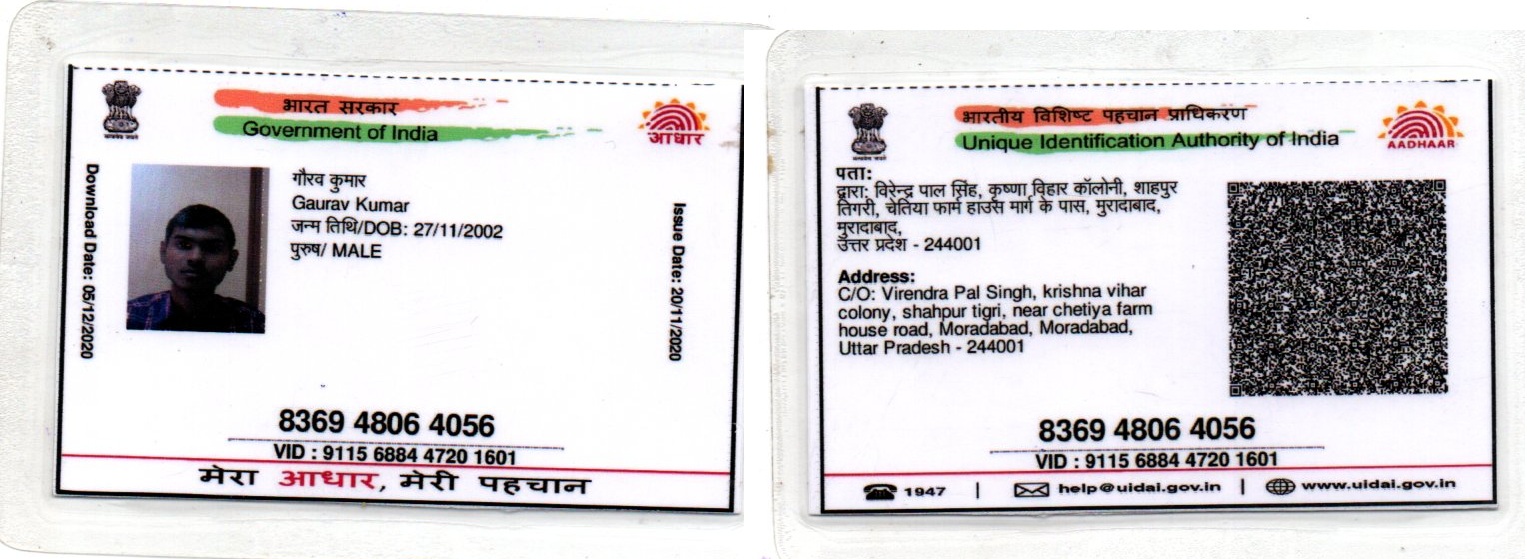 भारत सरकार
Government of India
आधार
Download Date: 05/12/2020
गौरव कुमार
Gaurav Kumar
जन्म तिथि/DOB: 27/11/2002
पुरुष/ MALE
Issue Date: 20/11/2020
8369 4806 4056
VID : 9115 6884 4720 1601
मेरा आधार, मेरी पहचान
भारतीय विशिष्ट पहचान प्राधिकरण
Unique Identification Authority of India
AADHAAR
पता:
द्वारा: विरेन्द्र पाल सिंह, कृष्णा विहार कॉलोनी, शाहपुर
तिगरी, चेतिया फार्म हाउस मार्ग के पास, मुरादाबाद,
मुरादाबाद,
उत्तर प्रदेश - 244001
Address:
C/O: Virendra Pal Singh, krishna vihar
colony, shahpur tigri, near chetiya farm
house road, Moradabad, Moradabad,
Uttar Pradesh - 244001
8369 4806 4056
VID : 9115 6884 4720 1601
1947 | help@uidai.gov.in | www.uidai.gov.in